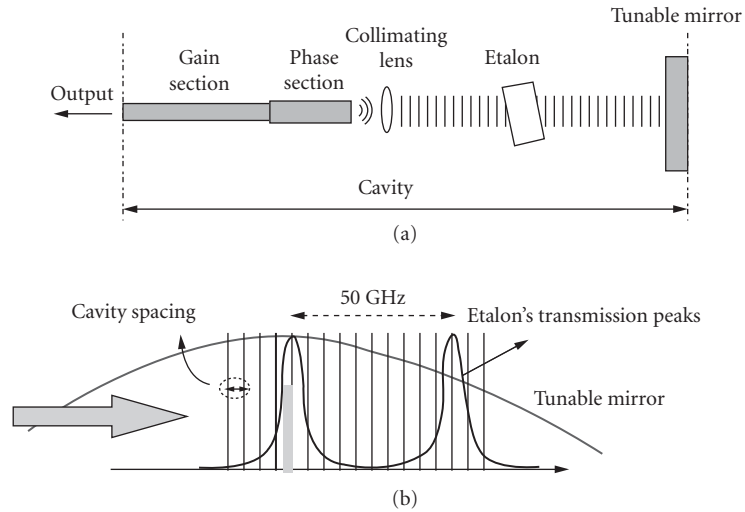 Tunable mirror
Collimating
lens
Gain
section
Phase
section
Etalon
Output
Cavity
(a)
50 GHz
Cavity spacing
Etalon's transmission peaks
Tunable mirror
(b)